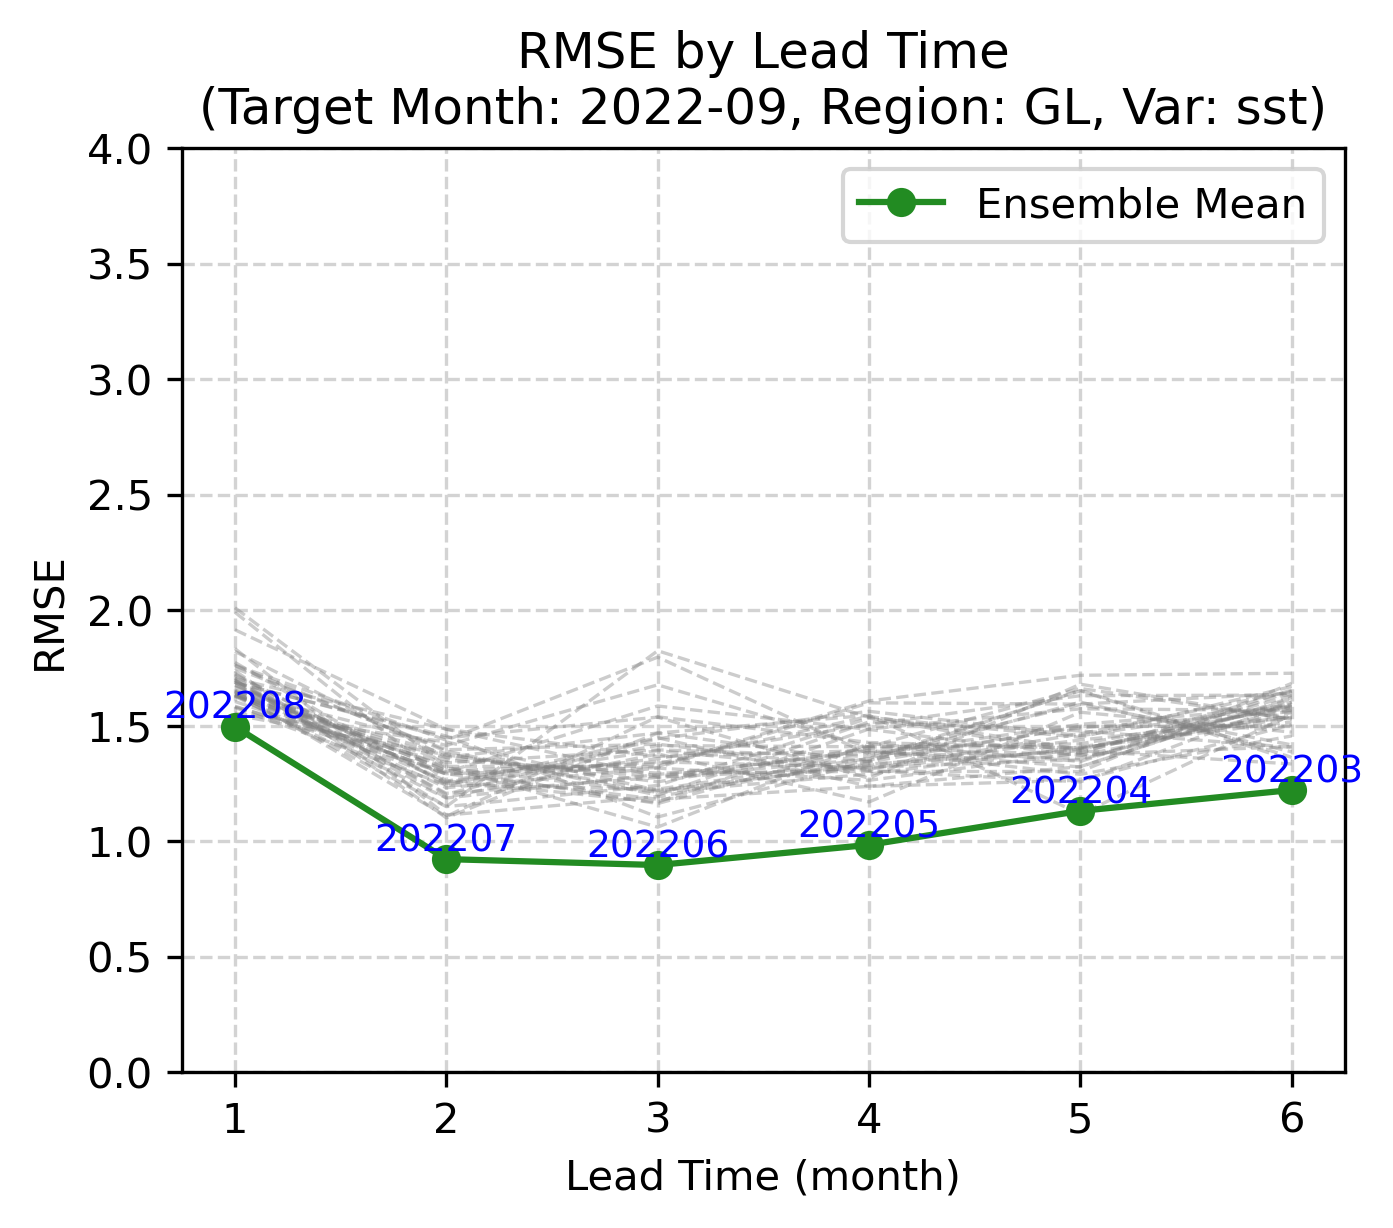 RMSE by Lead Time
(Target Month: 2022-09, Region: GL, Var: sst)
4.0
3.5
3.0
2.5
2.0
1.5
1.0
0.5
0.0
RMSE
Ensemble Mean
202208
202207
202206
202205
202204
202203
1 2 3 4 5 6
Lead Time (month)